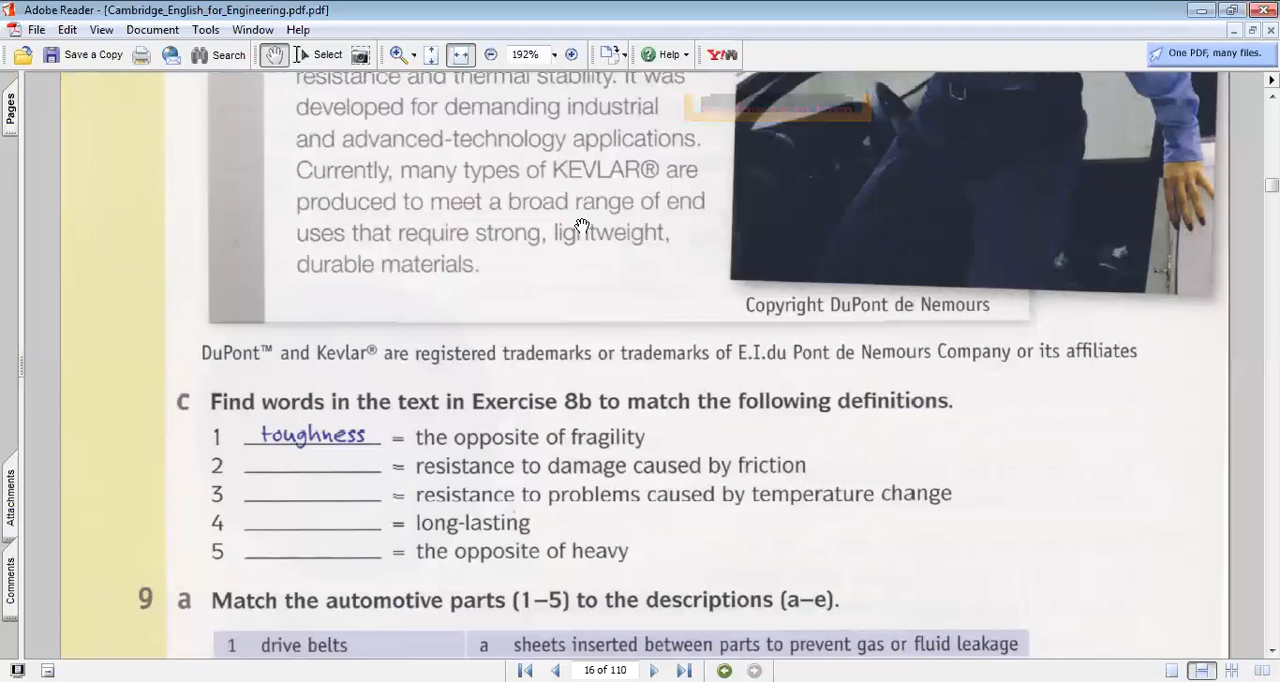 Adobe Reader - [Cambridge_English_for_Engineering.pdf.pdf]
File Edit View Document Tools Window Help
Save a Copy Search Select 192% Help Y! One PDF, many files.
Pages
resistance and thermal stability. It was
developed for demanding industrial
and advanced-technology applications.
Currently, many types of KEVLAR® are
produced to meet a broad range of end
uses that require strong, lightweight,
durable materials.
Copyright DuPont de Nemours
DuPont™ and Kevlar® are registered trademarks or trademarks of E.I.du Pont de Nemours Company or its affiliates
c Find words in the text in Exercise 8b to match the following definitions.
1 toughness = the opposite of fragility
2 = resistance to damage caused by friction
3 = resistance to problems caused by temperature change
4 = long-lasting
5 = the opposite of heavy
Attachments
Comments
9 a Match the automotive parts (1–5) to the descriptions (a–e).
1 drive belts a sheets inserted between parts to prevent gas or fluid leakage
16 of 110